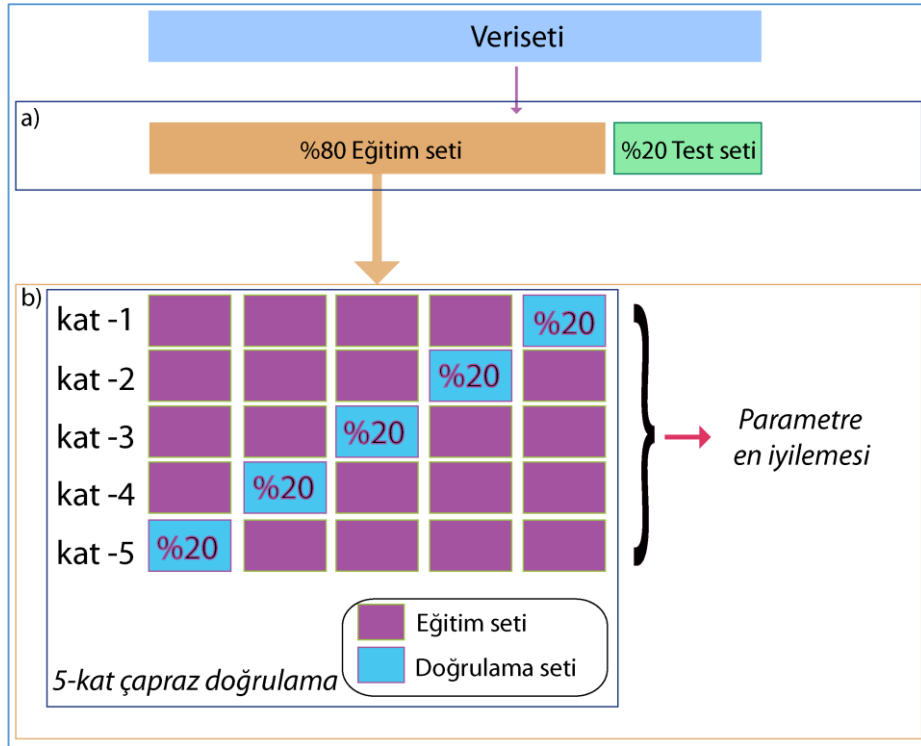 Veriseti
a)
%80 Eğitim seti
%20 Test seti
b)
kat -1
%20
kat -2
%20
kat -3
%20
kat -4
%20
kat -5
%20
Parametre
en iyilemesi
Eğitim seti
Doğrulama seti
5-kat çapraz doğrulama